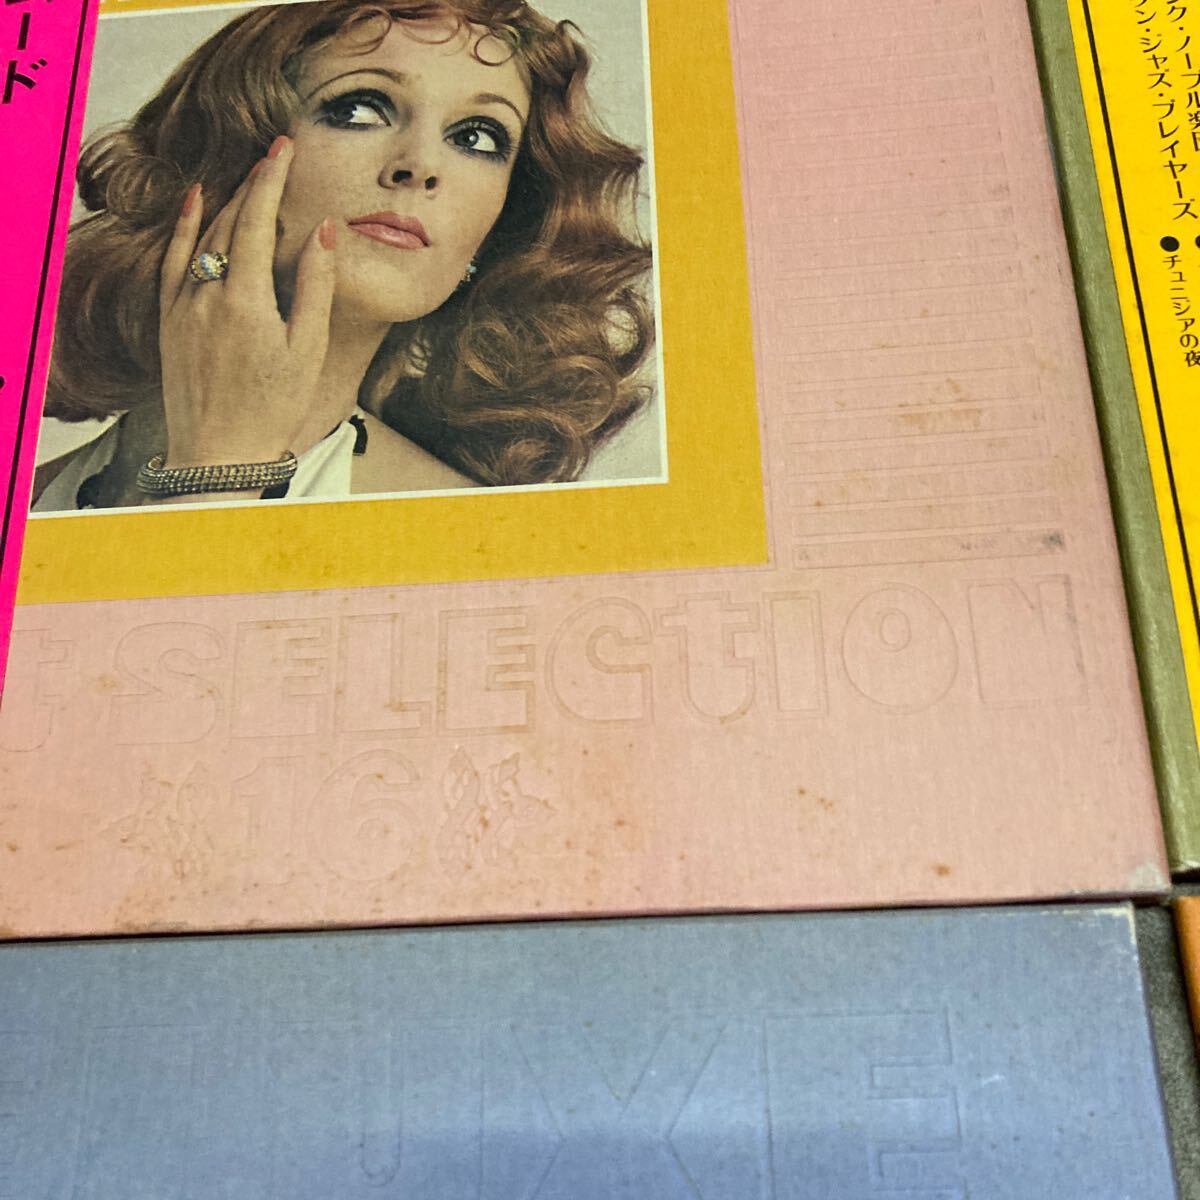 ード
ノーブル楽団
ン・ジャズ・プレイヤーズ
●チュニジアの夜
t SELECTION
16
LUXE